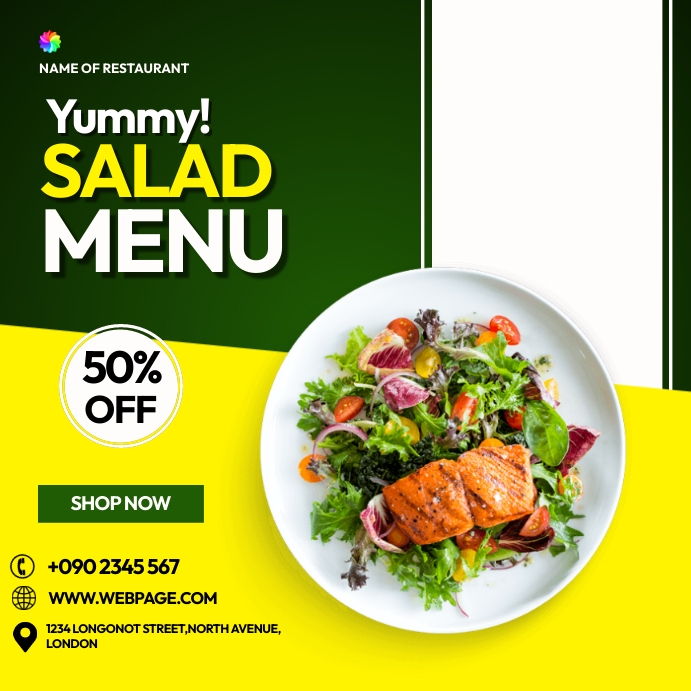 NAME OF RESTAURANT
Yummy!
SALAD
MENU
50%
OFF
SHOP NOW
+090 2345 567
WWW.WEBPAGE.COM
1234 LONGONOT STREET,NORTH AVENUE,
LONDON